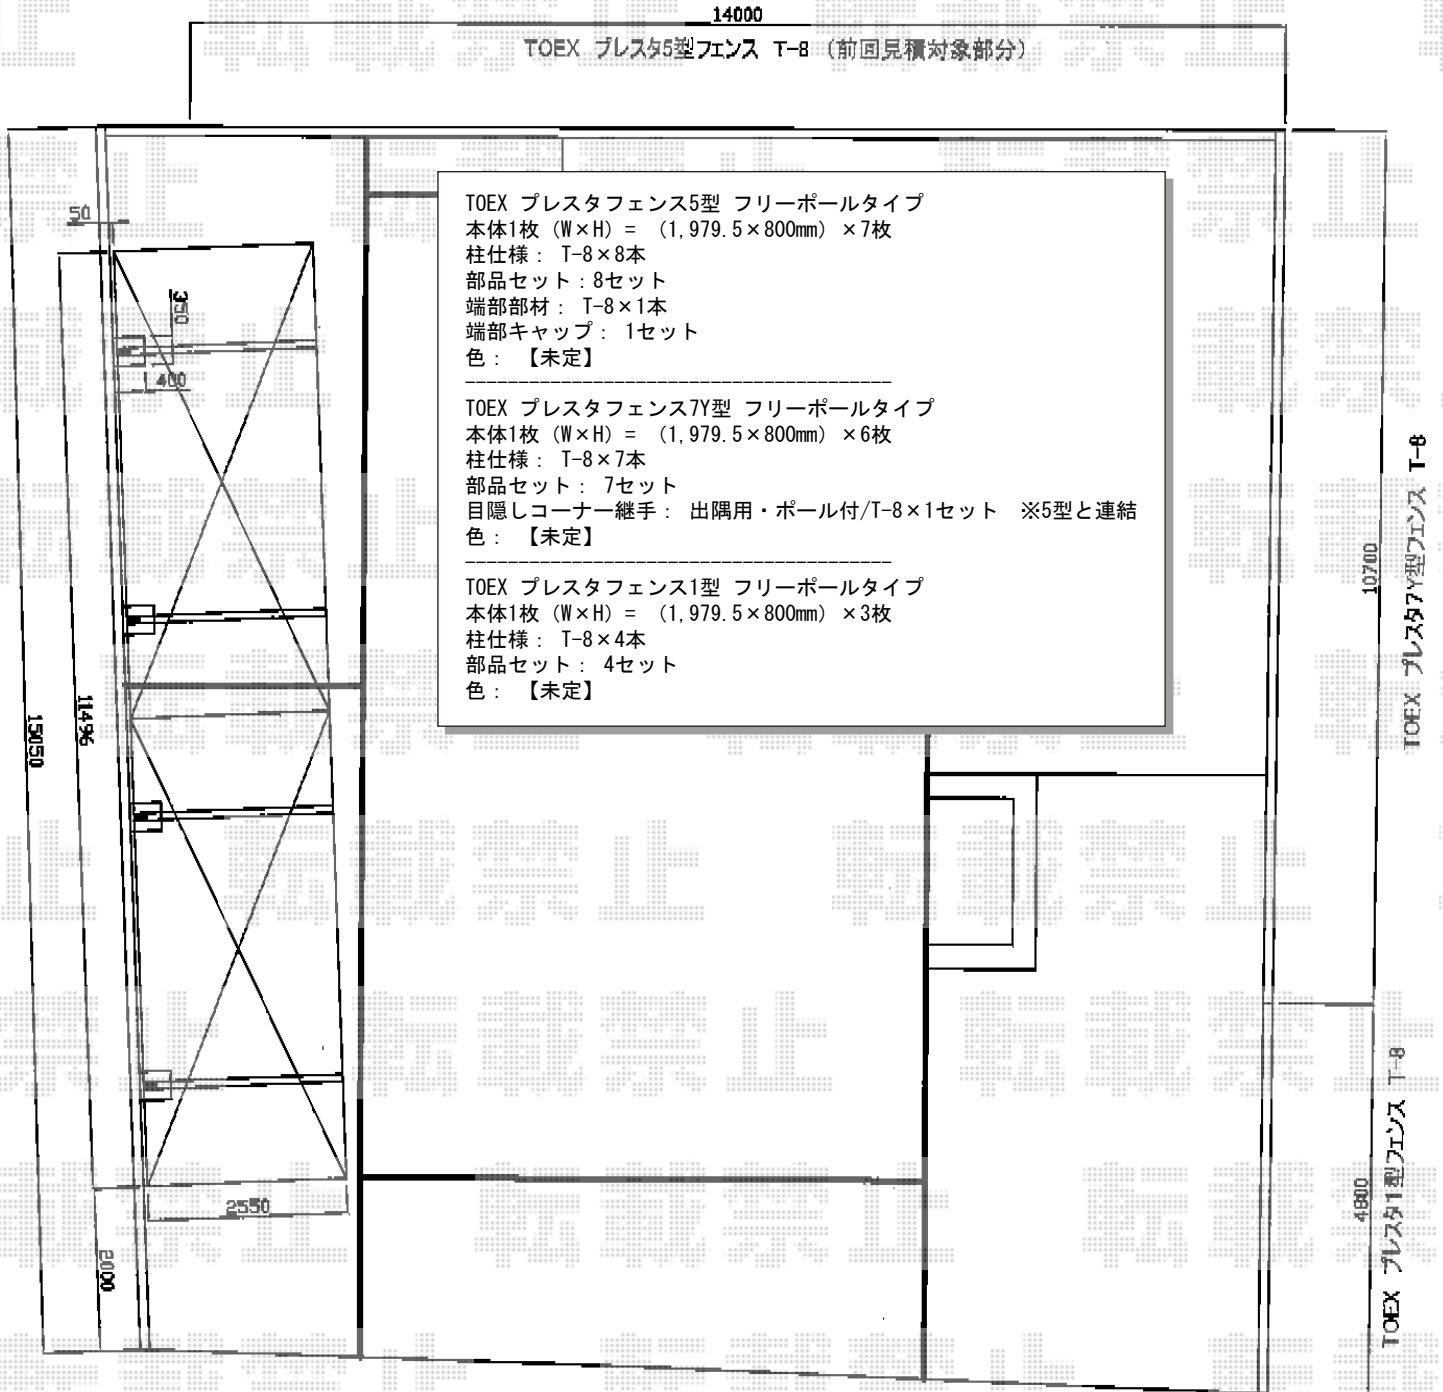 14000
TOEX プレスタ5型フェンス T-8 (前回見積対象部分)
TOEX プレスタフェンス5型 フリーポールタイプ
本体1枚 (W×H) = (1,979.5×800mm) ×7枚
柱仕様: T-8×8本
部品セット:8セット
端部部材: T-8×1本
端部キャップ: 1セット
色: 【未定】
----------------------------------------
TOEX プレスタフェンス7Y型 フリーポールタイプ
本体1枚 (W×H) = (1,979.5×800mm) ×6枚
柱仕様: T-8×7本
部品セット: 7セット
目隠しコーナー継手: 出隅用・ポール付/T-8×1セット ※5型と連結
色: 【未定】
----------------------------------------
TOEX プレスタフェンス1型 フリーポールタイプ
本体1枚 (W×H) = (1,979.5×800mm) ×3枚
柱仕様: T-8×4本
部品セット: 4セット
色: 【未定】
50
350
400
11496
15050
2550
2000
10700
TOEX プレスタ7Y型フェンス T-8
4800
TOEX プレスタ1型フェンス T-8
転載禁止